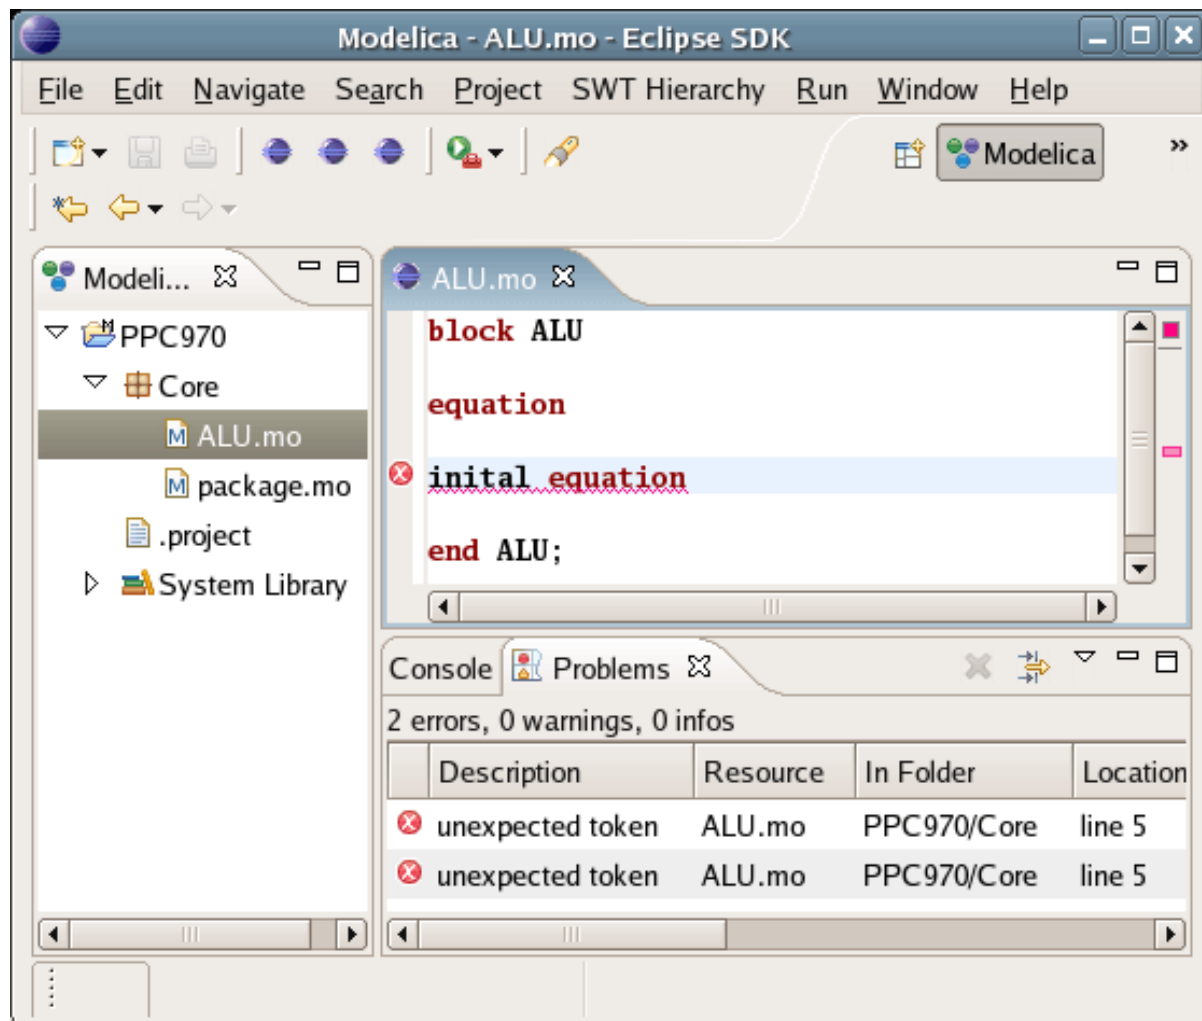 Modelica - ALU.mo - Eclipse SDK
File Edit Navigate Search Project SWT Hierarchy Run Window Help
Modelica »
Modeli...
PPC970
Core
ALU.mo
package.mo
.project
System Library
ALU.mo
block ALU
equation
inital equation
end ALU;
Console Problems
2 errors, 0 warnings, 0 infos
Description Resource In Folder Location
unexpected token ALU.mo PPC970/Core line 5
unexpected token ALU.mo PPC970/Core line 5